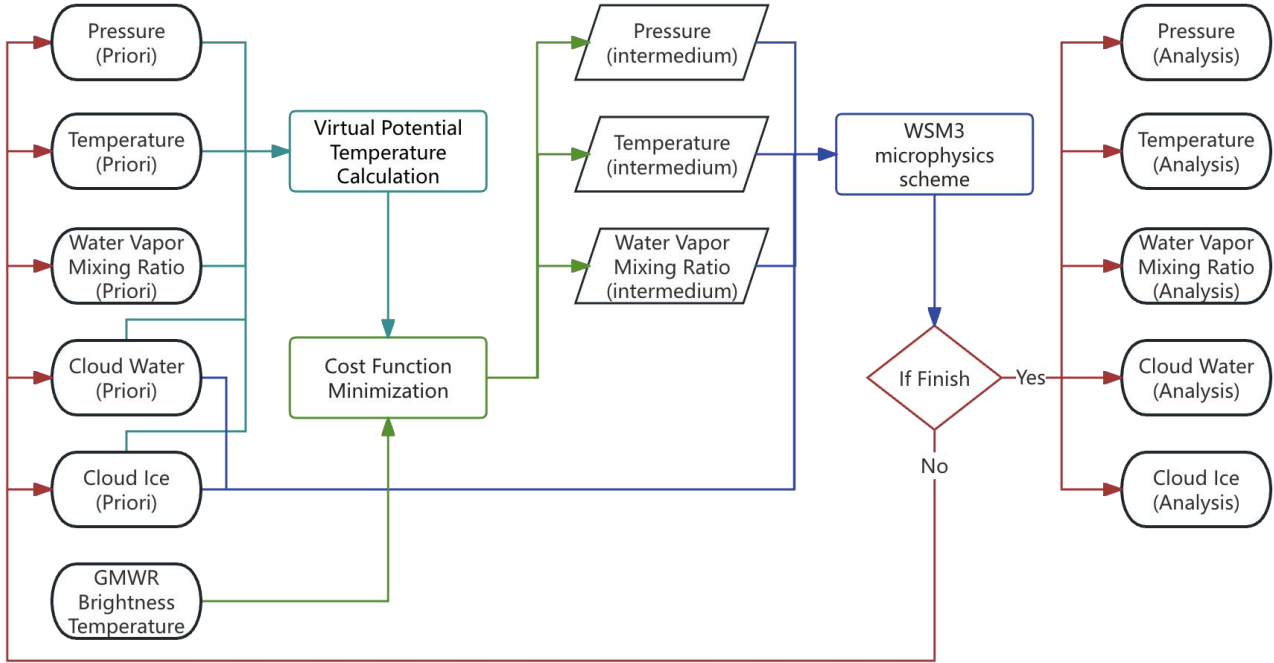 Pressure
(Priori)
Temperature
(Priori)
Water Vapor
Mixing Ratio
(Priori)
Cloud Water
(Priori)
Cloud Ice
(Priori)
GMWR
Brightness
Temperature
Virtual Potential
Temperature
Calculation
Cost Function
Minimization
Pressure
(intermedium)
Temperature
(intermedium)
Water Vapor
Mixing Ratio
(intermedium)
WSM3
microphysics
scheme
If Finish
Yes
No
Pressure
(Analysis)
Temperature
(Analysis)
Water Vapor
Mixing Ratio
(Analysis)
Cloud Water
(Analysis)
Cloud Ice
(Analysis)